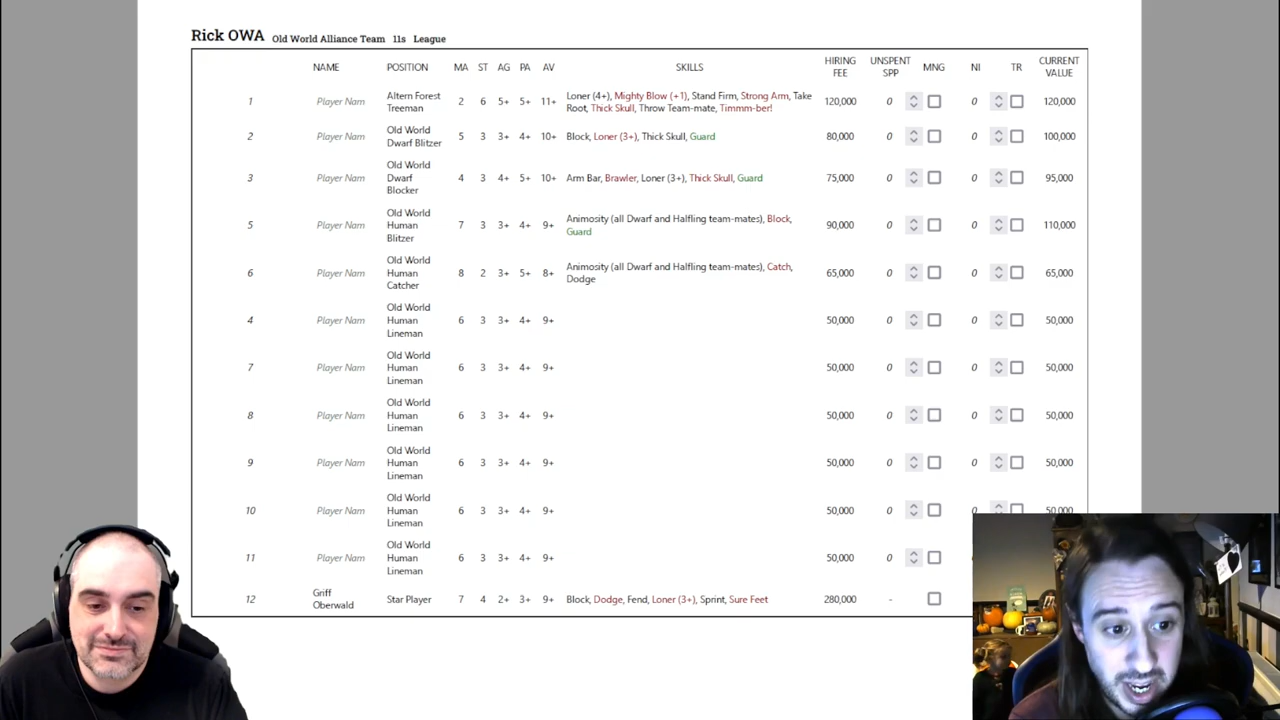 Rick OWA Old World Alliance Team 11s League
NAME POSITION MA ST AG PA AV SKILLS HIRING FEE UNSPENT SPP MNG NI TR CURRENT VALUE
1 Player Nam Altern Forest Treeman 2 6 5+ 5+ 11+ Loner (4+), Mighty Blow (+1), Stand Firm, Strong Arm, Take Root, Thick Skull, Throw Team-mate, Timmm-ber! 120,000 0 0 120,000
2 Player Nam Old World Dwarf Blitzer 5 3 3+ 4+ 10+ Block, Loner (3+), Thick Skull, Guard 80,000 0 0 100,000
3 Player Nam Old World Dwarf Blocker 4 3 4+ 5+ 10+ Arm Bar, Brawler, Loner (3+), Thick Skull, Guard 75,000 0 0 95,000
5 Player Nam Old World Human Blitzer 7 3 3+ 4+ 9+ Animosity (all Dwarf and Halfling team-mates), Block, Guard 90,000 0 0 110,000
6 Player Nam Old World Human Catcher 8 2 3+ 5+ 8+ Animosity (all Dwarf and Halfling team-mates), Catch, Dodge 65,000 0 0 65,000
4 Player Nam Old World Human Lineman 6 3 3+ 4+ 9+ 50,000 0 0 50,000
7 Player Nam Old World Human Lineman 6 3 3+ 4+ 9+ 50,000 0 0 50,000
8 Player Nam Old World Human Lineman 6 3 3+ 4+ 9+ 50,000 0 0 50,000
9 Player Nam Old World Human Lineman 6 3 3+ 4+ 9+ 50,000 0 0 50,000
10 Player Nam Old World Human Lineman 6 3 3+ 4+ 9+ 50,000 0 0 50,000
11 Player Nam Old World Human Lineman 6 3 3+ 4+ 9+ 50,000 0
12 Griff Oberwald Star Player 7 4 2+ 3+ 9+ Block, Dodge, Fend, Loner (3+), Sprint, Sure Feet 280,000 -